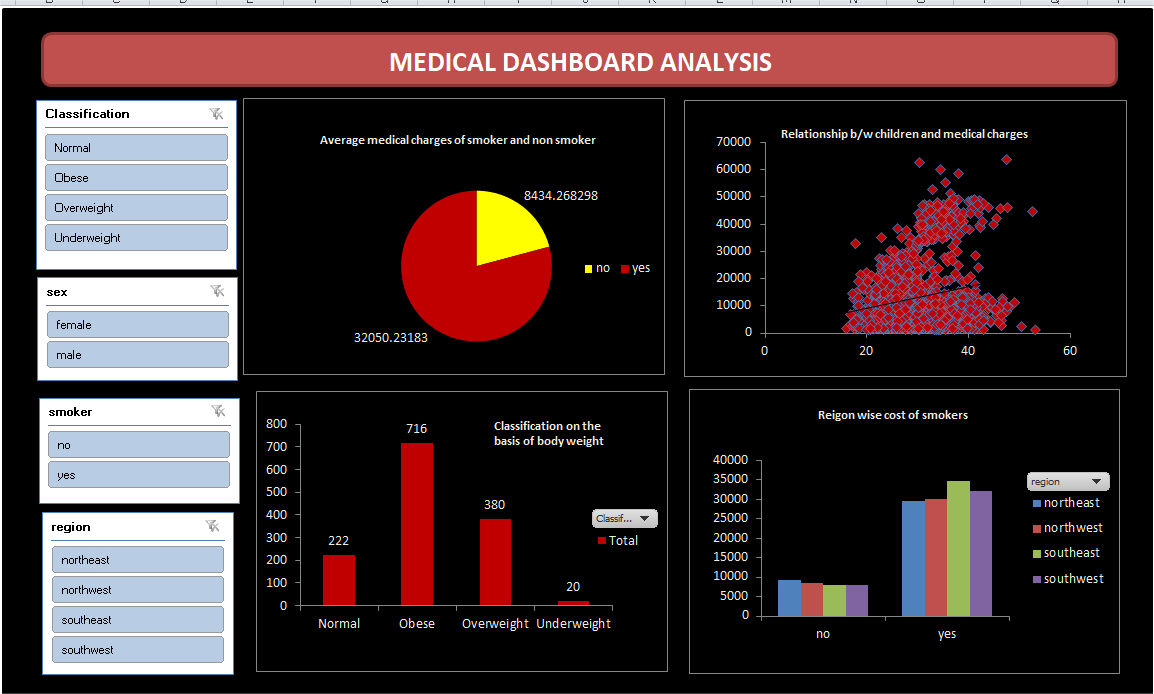 MEDICAL DASHBOARD ANALYSIS
Classification
Normal
Obese
Overweight
Underweight
sex
female
male
smoker
no
yes
region
northeast
northwest
southeast
southwest
Average medical charges of smoker and non smoker
8434.268298
32050.23183
no yes
Relationship b/w children and medical charges
70000
60000
50000
40000
30000
20000
10000
0
0 20 40 60
Classification on the
basis of body weight
800
700
600
500
400
300
200
100
0
222
716
380
20
Normal Obese Overweight Underweight
Classif...
Total
Reigon wise cost of smokers
40000
35000
30000
25000
20000
15000
10000
5000
0
no yes
region
northeast
northwest
southeast
southwest